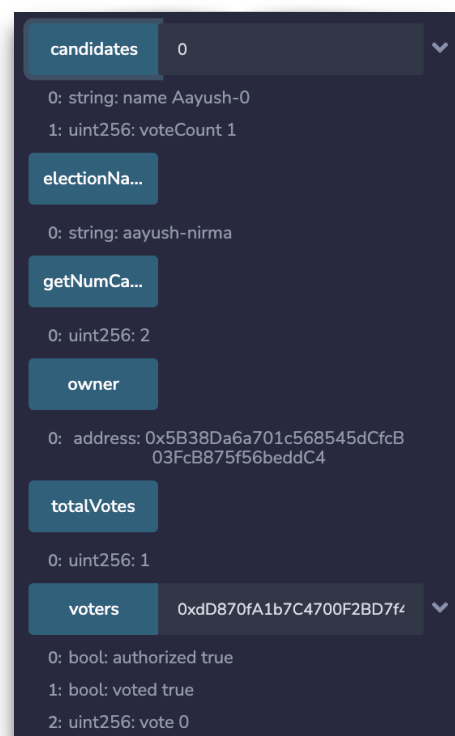 candidates 0
0: string: name Aayush-0
1: uint256: voteCount 1
electionNa...
0: string: aayush-nirma
getNumCa...
0: uint256: 2
owner
0: address: 0x5B38Da6a701c568545dCfcB
03FcB875f56beddC4
totalVotes
0: uint256: 1
voters 0xdD870fA1b7C4700F2BD7f4
0: bool: authorized true
1: bool: voted true
2: uint256: vote 0